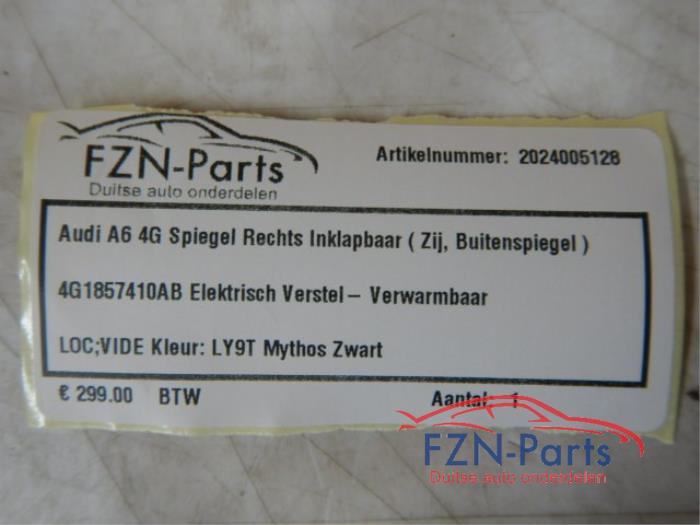 FZN-Parts
Duitse auto onderdelen
Artikelnummer: 2024005128
Audi A6 4G Spiegel Rechts Inklapbaar ( Zij, Buitenspiegel )
4G1857410AB Elektrisch Verstel – Verwarmbaar
LOC;VIDE Kleur: LY9T Mythos Zwart
€ 299.00 BTW
Aantal: 1
FZN-Parts
Duitse auto onderdelen